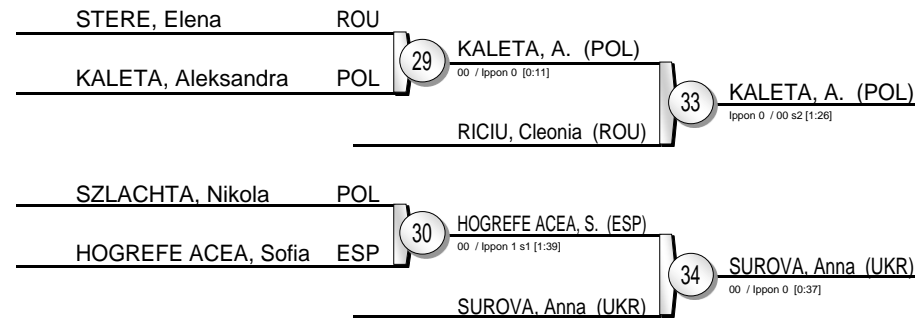 STERE, Elena ROU
KALETA, Aleksandra POL
29
KALETA, A. (POL)
00 / Ippon 0 [0:11]
RICIU, Cleonia (ROU)
33
KALETA, A. (POL)
Ippon 0 / 00 s2 [1:26]
SZLACHTA, Nikola POL
HOGREFE ACEA, Sofia ESP
30
HOGREFE ACEA, S. (ESP)
00 / Ippon 1 s1 [1:39]
SUROVA, Anna (UKR)
34
SUROVA, Anna (UKR)
00 / Ippon 0 [0:37]